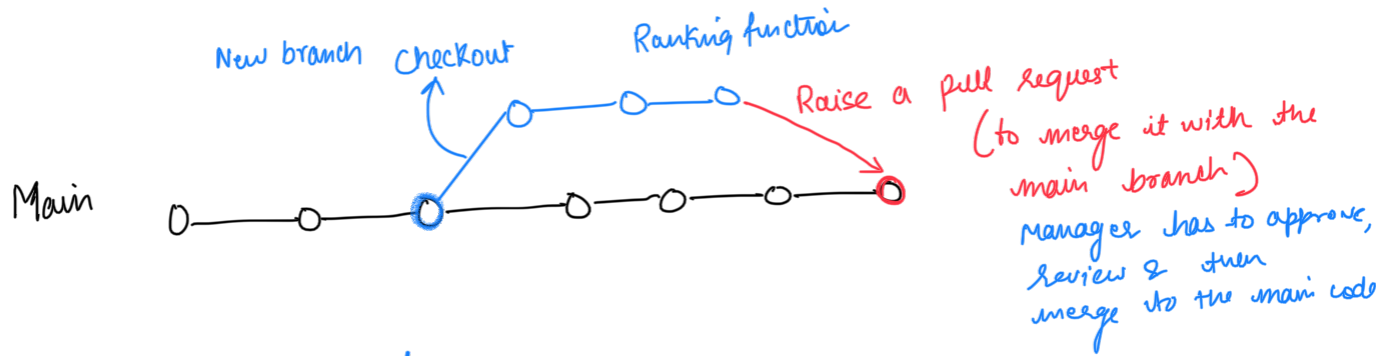 New branch
Checkout
Ranking function
Raise a pull request
(to merge it with the
main branch)
Main
Manager has to approve,
review & then
merge to the main code